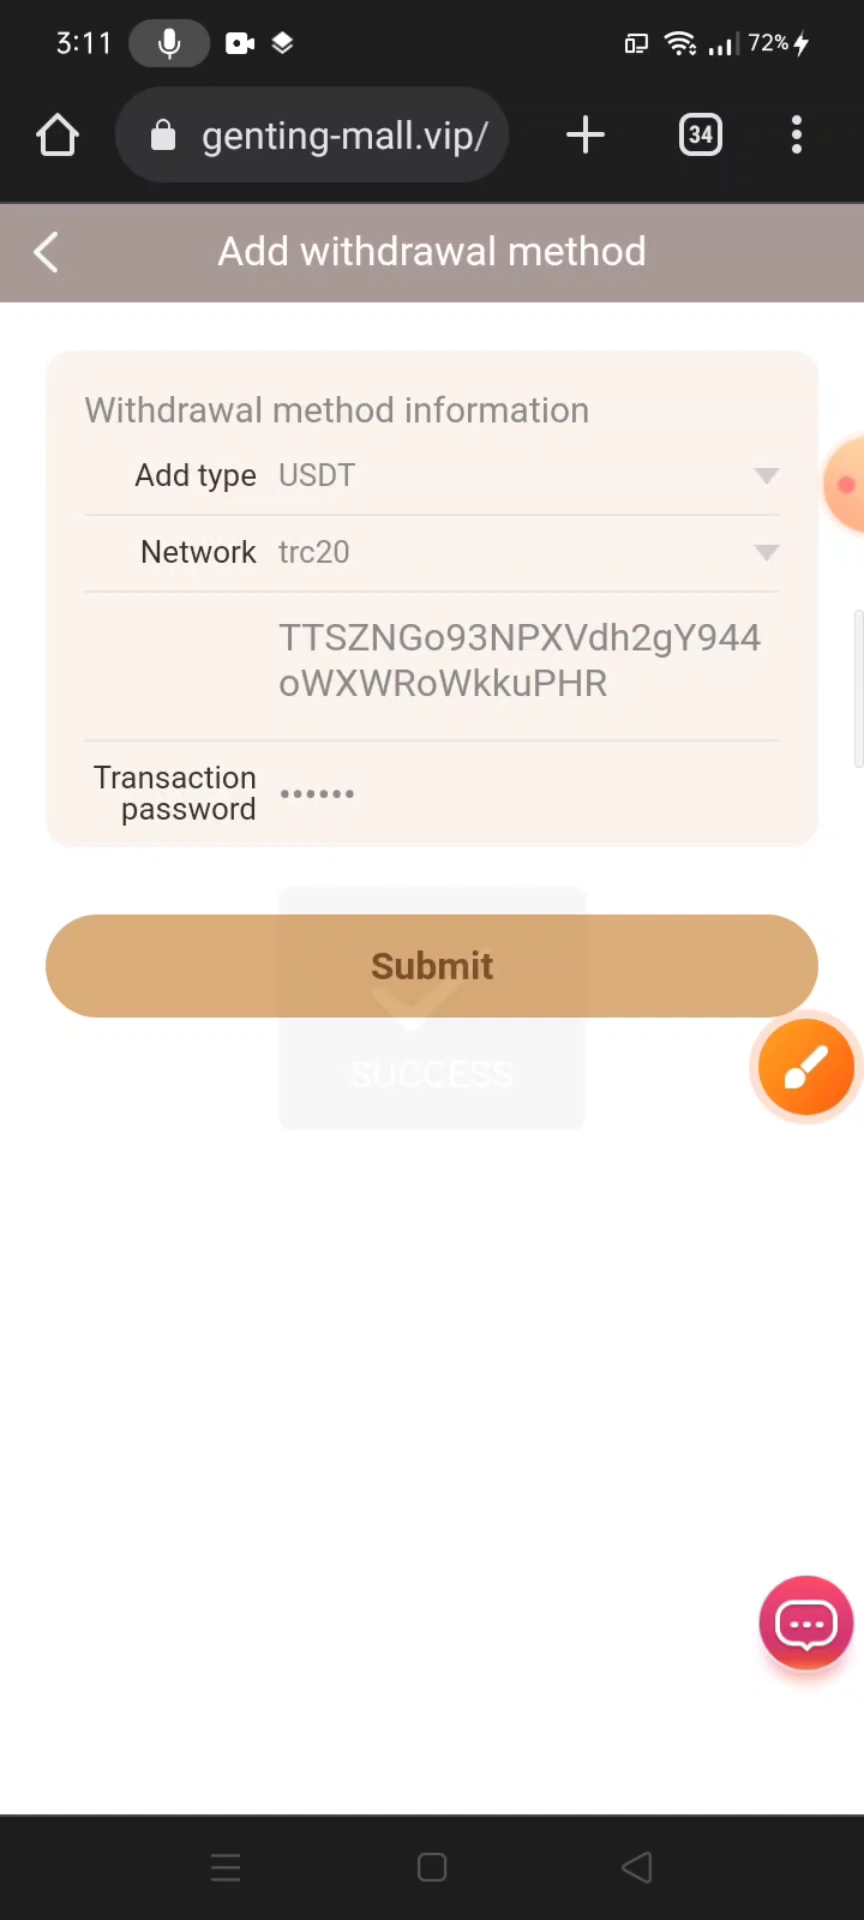 3:11
72%
genting-mall.vip/
34
Add withdrawal method
Withdrawal method information
Add type USDT
Network trc20
TTSZNGo93NPXVdh2gY944
oWXWRoWkkuPHR
Transaction
password ••••••
Submit
SUCCESS